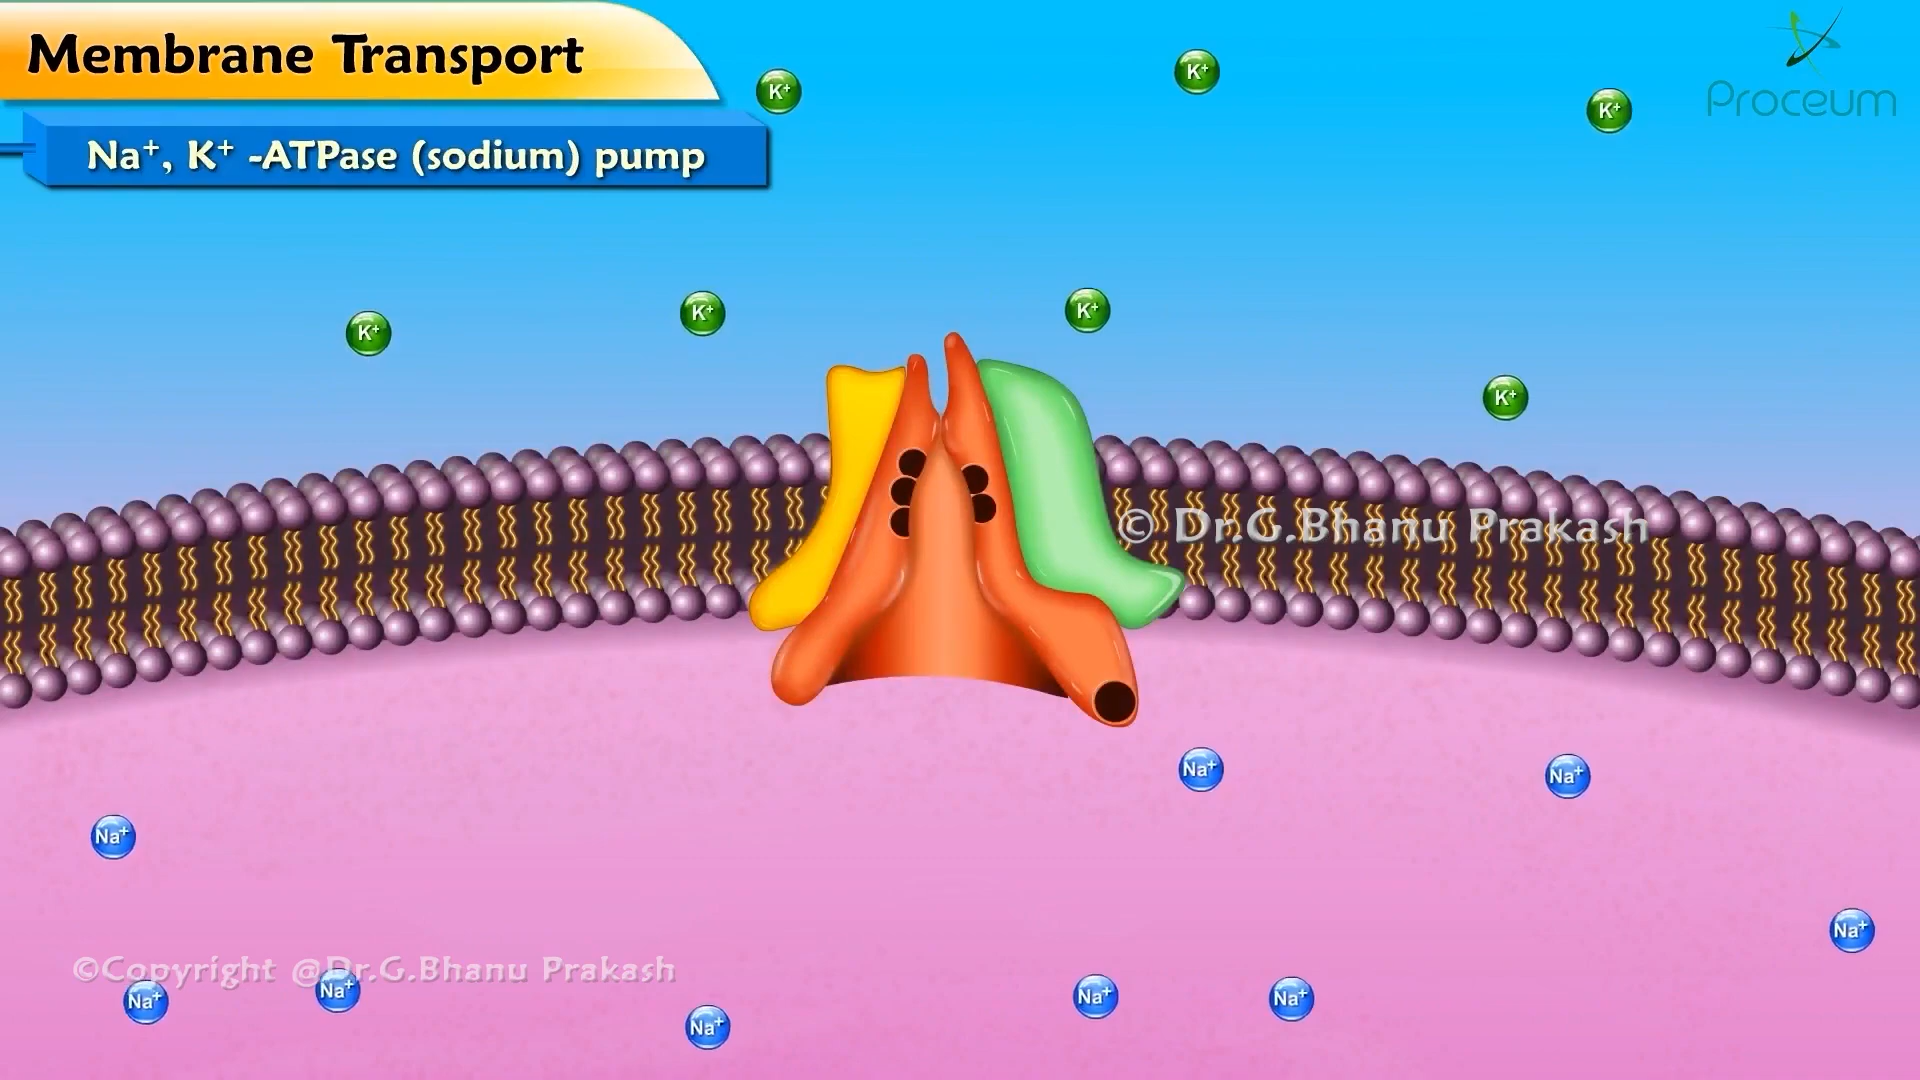 Membrane Transport
Na⁺, K⁺ -ATPase (sodium) pump
Proceum
K⁺
K⁺
K⁺
K⁺
K⁺
K⁺
K⁺
© Dr.G.Bhanu Prakash
Na⁺
Na⁺
Na⁺
Na⁺
©Copyright @Dr.G.Bhanu Prakash
Na⁺
Na⁺
Na⁺
Na⁺
Na⁺